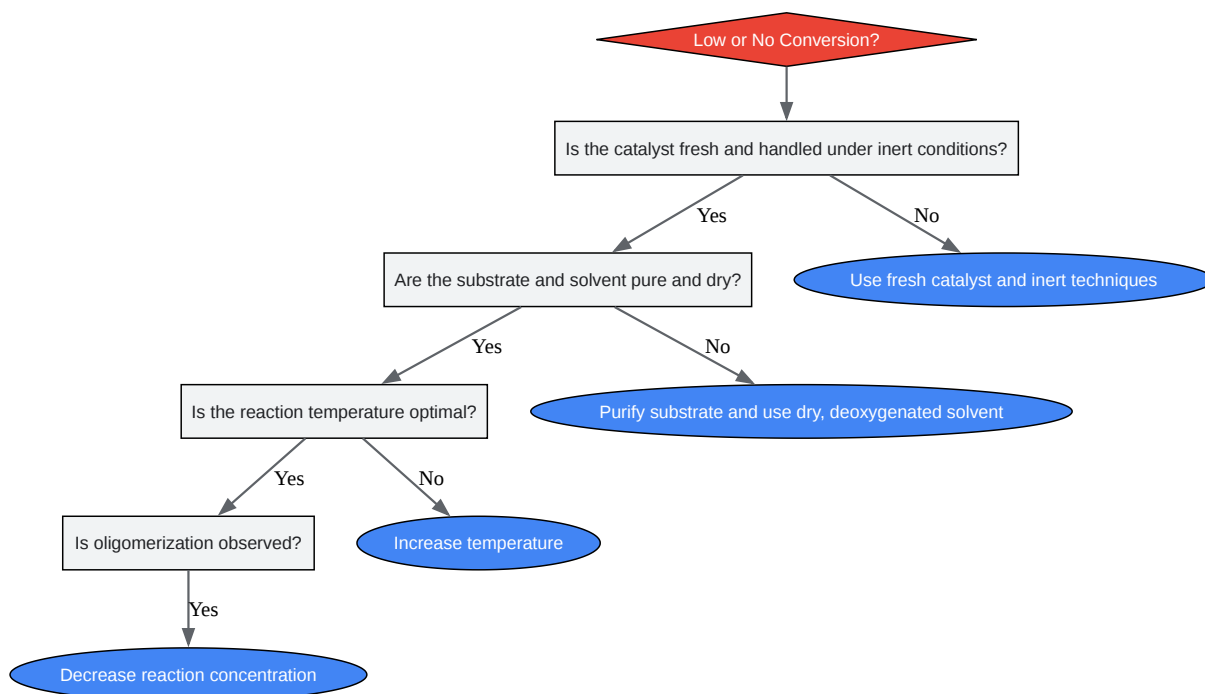 Low or No Conversion?
Is the catalyst fresh and handled under inert conditions?
Yes
No
Are the substrate and solvent pure and dry?
Use fresh catalyst and inert techniques
Yes
No
Is the reaction temperature optimal?
Purify substrate and use dry, deoxygenated solvent
Yes
No
Is oligomerization observed?
Increase temperature
Yes
Decrease reaction concentration